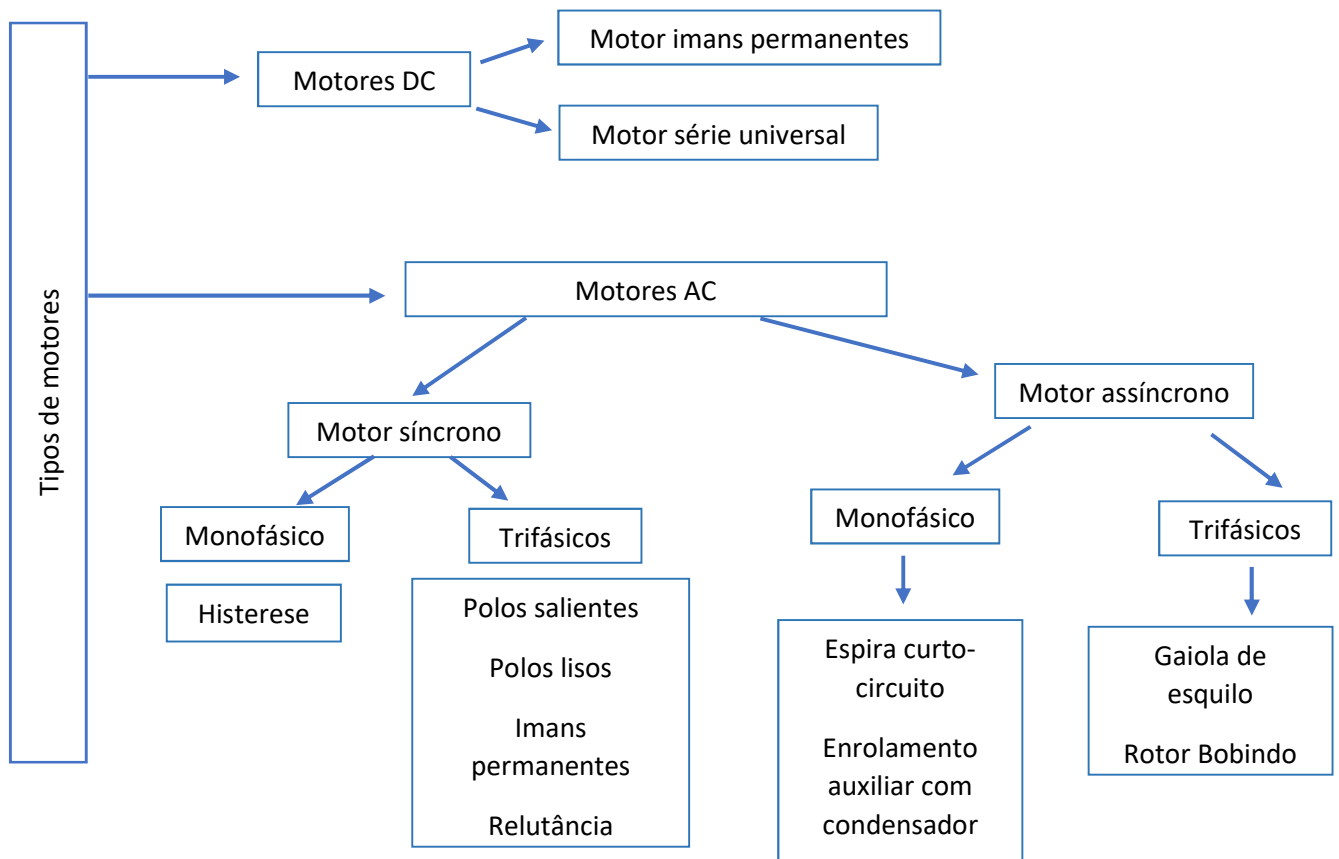 Tipos de motores
Motores DC
Motor imans permanentes
Motor série universal
Motores AC
Motor síncrono
Monofásico
Histerese
Trifásicos
Polos salientes
Polos lisos
Imans
permanentes
Relutância
Motor assíncrono
Monofásico
Espira curto-
circuito
Enrolamento
auxiliar com
condensador
Trifásicos
Gaiola de
esquilo
Rotor Bobindo